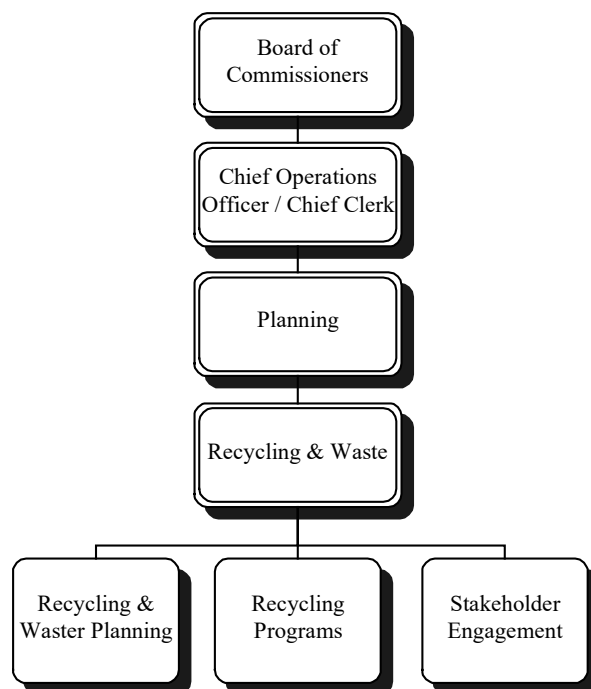 Board of
Commissioners
Chief Operations
Officer / Chief Clerk
Planning
Recycling & Waste
Recycling &
Waster Planning
Recycling
Programs
Stakeholder
Engagement